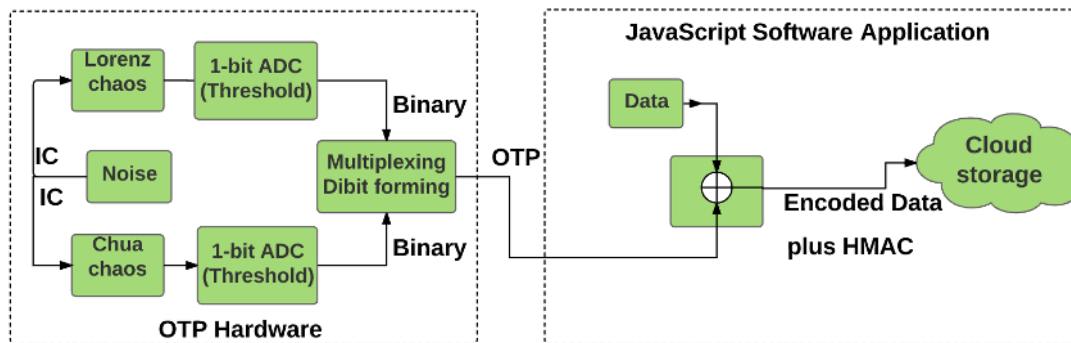 JavaScript Software Application
Lorenz
chaos
1-bit ADC
(Threshold)
Binary
Data
IC
Noise
IC
Multiplexing
Dibit forming
OTP
Cloud
storage
Encoded Data
plus HMAC
Chua
chaos
1-bit ADC
(Threshold)
Binary
OTP Hardware